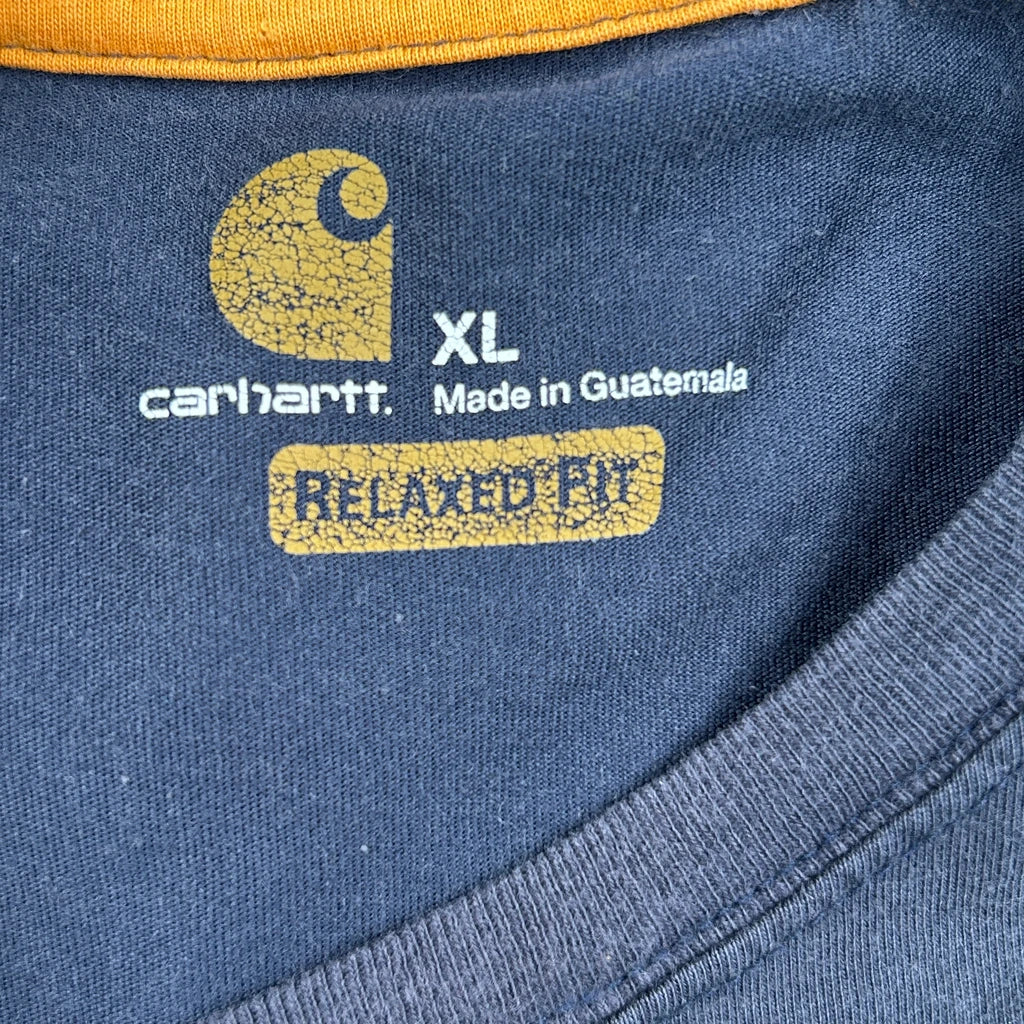 XL
carhartt.
Made in Guatemala
RELAXED FIT